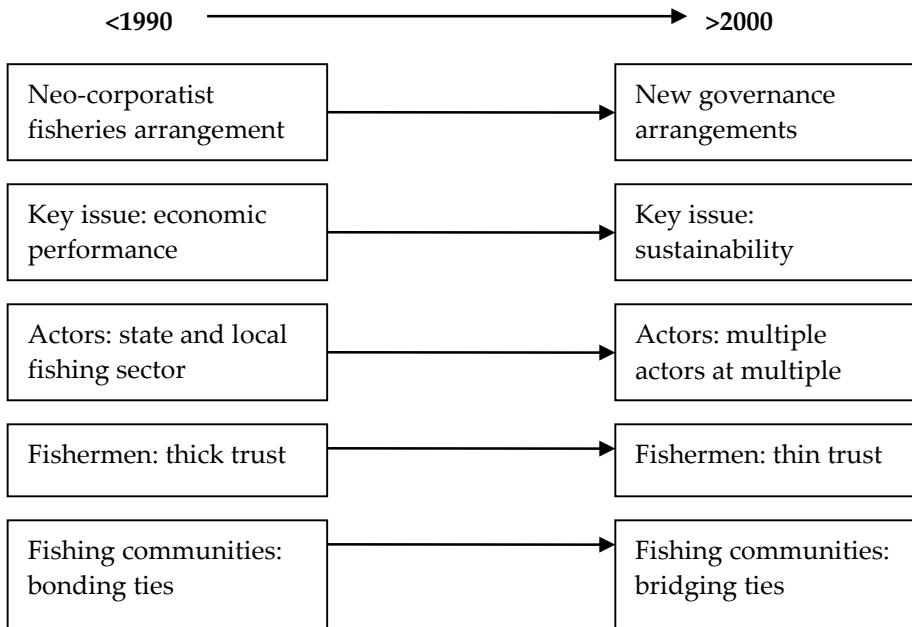 <1990
>2000
Neo-corporatist
fisheries arrangement
New governance
arrangements
Key issue: economic
performance
Key issue:
sustainability
Actors: state and local
fishing sector
Actors: multiple
actors at multiple
Fishermen: thick trust
Fishermen: thin trust
Fishing communities:
bonding ties
Fishing communities:
bridging ties